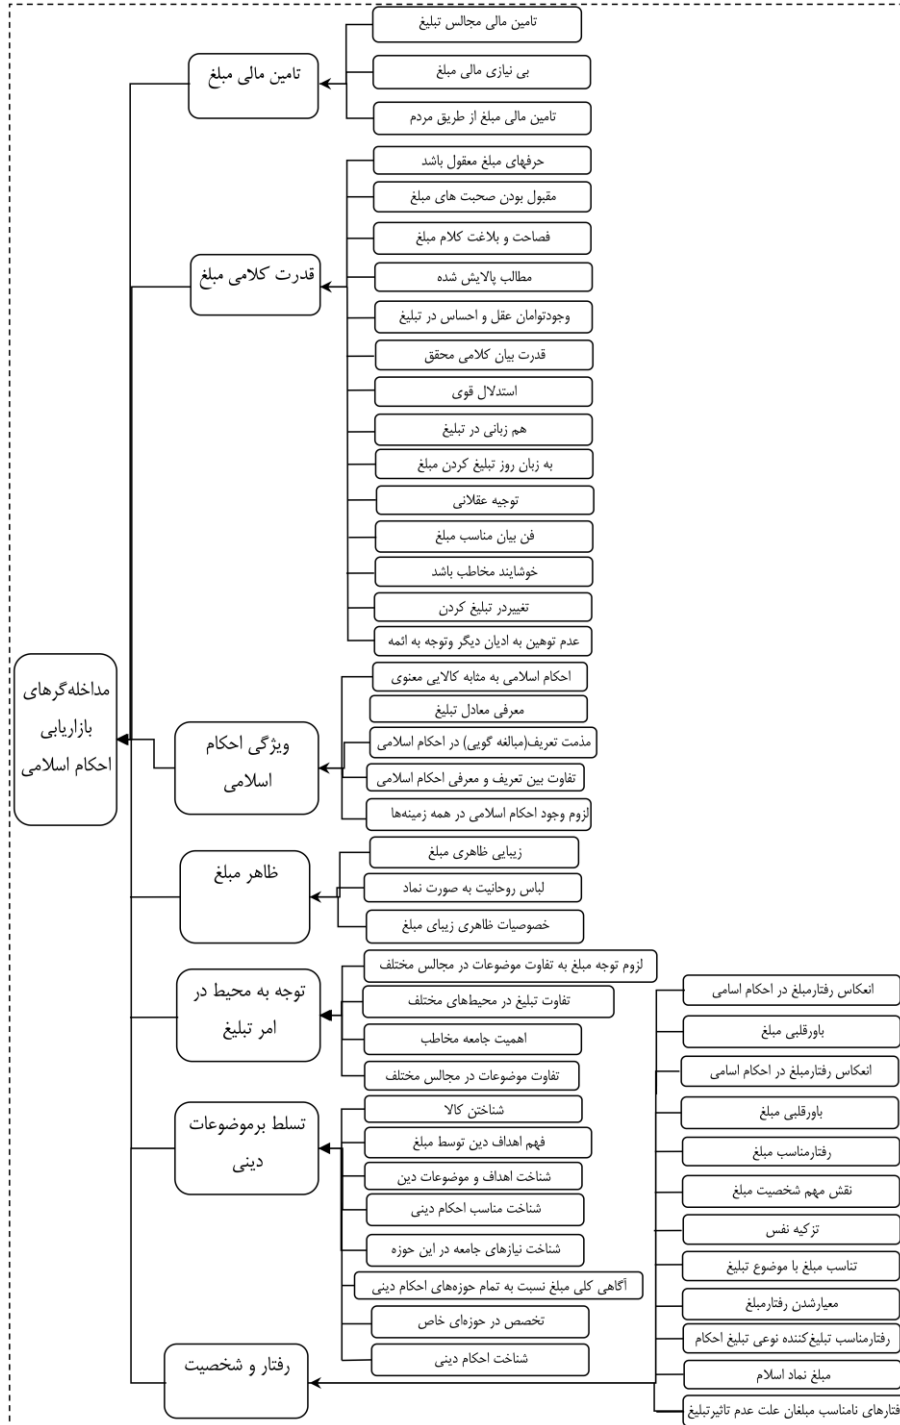 تامین مالی مجالس تبلیغ
بی نیازی مالی مبلغ
تامین مالی مبلغ از طریق مردم
تامین مالی مبلغ
حرفهای مبلغ معقول باشد
مقبول بودن صحبت های مبلغ
فصاحت و بلاغت کلام مبلغ
مطالب پالایش شده
وجودتوامان عقل و احساس در تبلیغ
قدرت بیان کلامی محقق
استدلال قوی
هم زبانی در تبلیغ
به زبان روز تبلیغ کردن مبلغ
توجیه عقلانی
فن بیان مناسب مبلغ
خوشایند مخاطب باشد
تغییردر تبلیغ کردن
عدم توهین به ادیان دیگر وتوجه به ائمه
قدرت کلامی مبلغ
احکام اسلامی به مثابه کالایی معنوی
معرفی معادل تبلیغ
مذمت تعریف(مبالغه گویی) در احکام اسلامی
تفاوت بین تعریف و معرفی احکام اسلامی
لزوم وجود احکام اسلامی در همه زمینه‌ها
ویژگی احکام
اسلامی
زیبایی ظاهری مبلغ
لباس روحانیت به صورت نماد
خصوصیات ظاهری زیبای مبلغ
ظاهر مبلغ
لزوم توجه مبلغ به تفاوت موضوعات در مجالس مختلف
تفاوت تبلیغ در محیط‌های مختلف
اهمیت جامعه مخاطب
تفاوت موضوعات در مجالس مختلف
توجه به محیط در
امر تبلیغ
شناختن کالا
فهم اهداف دین توسط مبلغ
شناخت اهداف و موضوعات دین
شناخت مناسب احکام دینی
شناخت نیازهای جامعه در این حوزه
آگاهی کلی مبلغ نسبت به تمام حوزه‌های احکام دینی
تخصص در حوزه‌ای خاص
شناخت احکام دینی
تسلط برموضوعات
دینی
انعکاس رفتارمبلغ در احکام اسامی
باورقلبی مبلغ
انعکاس رفتارمبلغ در احکام اسامی
باورقلبی مبلغ
رفتارمناسب مبلغ
نقش مهم شخصیت مبلغ
تزکیه نفس
تناسب مبلغ با موضوع تبلیغ
معیارشدن رفتارمبلغ
رفتارمناسب تبلیغ‌کننده نوعی تبلیغ احکام
مبلغ نماد اسلام
فتارهای نامناسب مبلغان علت عدم تاثیرتبلیغ
رفتار و شخصیت
مداخله‌گرهای
بازاریابی
احکام اسلامی